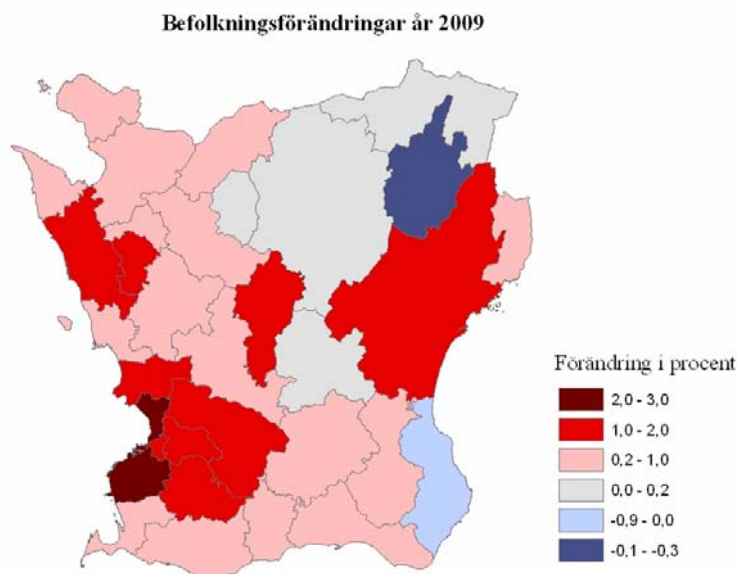 Befolkningsförändringar år 2009
Förändring i procent
2,0 - 3,0
1,0 - 2,0
0,2 - 1,0
0,0 - 0,2
-0,9 - 0,0
-0,1 - -0,3